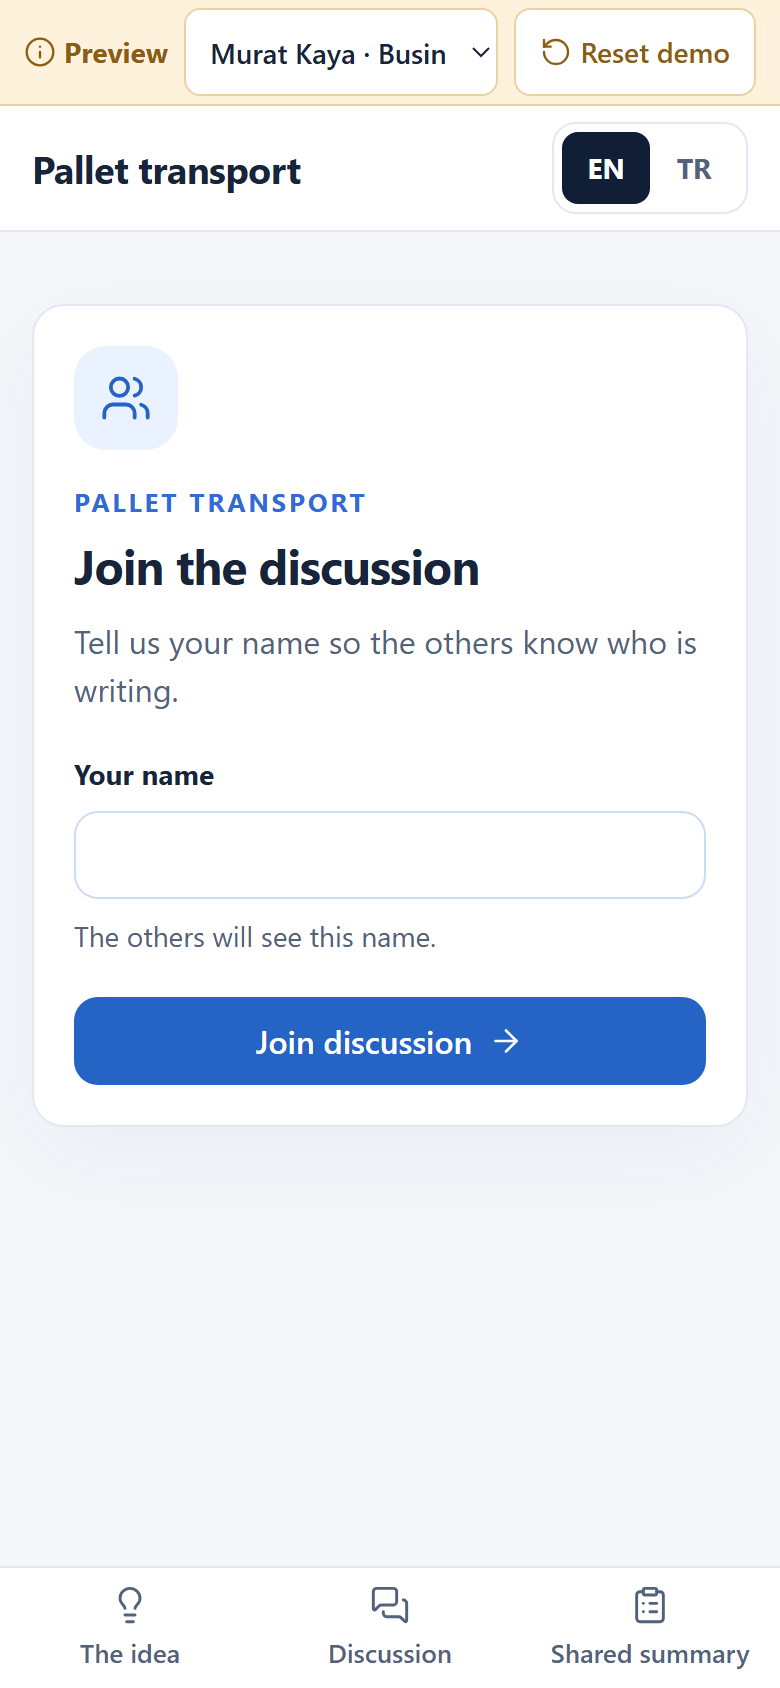 Preview
Murat Kaya · Busin
Reset demo
Pallet transport
EN
TR
PALLET TRANSPORT
Join the discussion
Tell us your name so the others know who is
writing.
Your name
The others will see this name.
Join discussion
The idea
Discussion
Shared summary